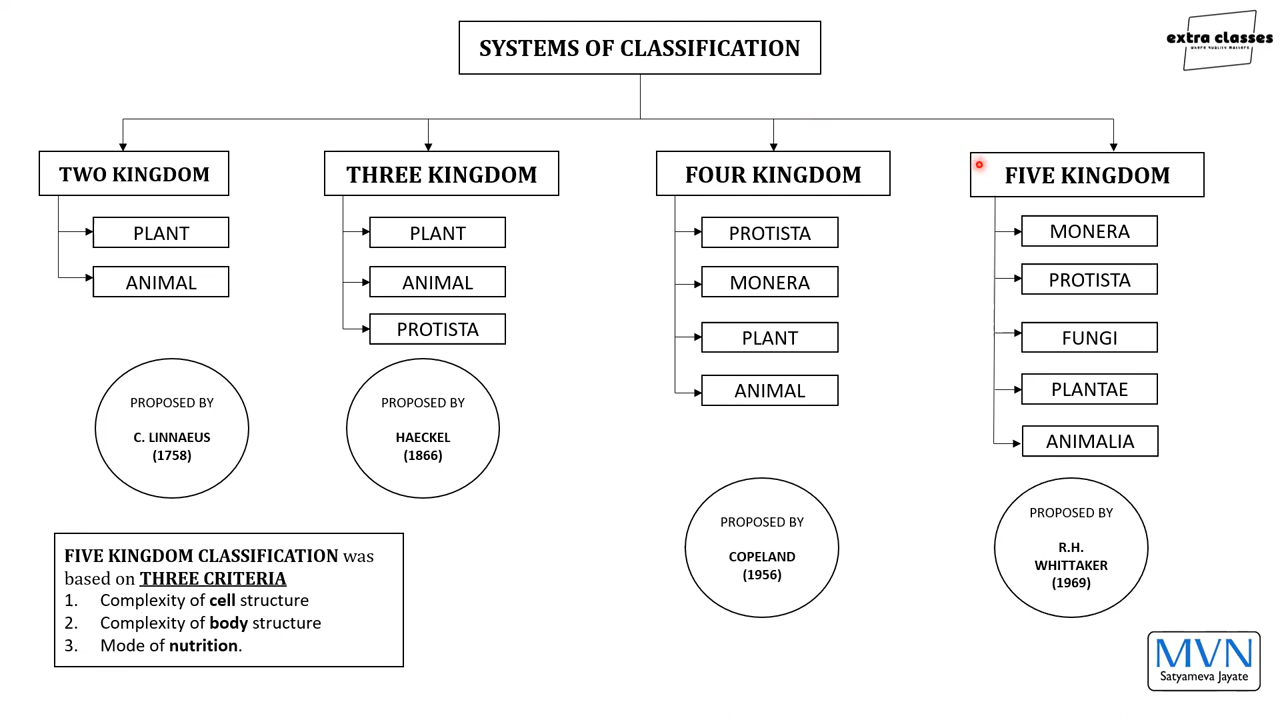 SYSTEMS OF CLASSIFICATION
extra classes
WHERE QUALITY MATTERS
TWO KINGDOM
PLANT
ANIMAL
PROPOSED BY
C. LINNAEUS
(1758)
THREE KINGDOM
PLANT
ANIMAL
PROTISTA
PROPOSED BY
HAECKEL
(1866)
FOUR KINGDOM
PROTISTA
MONERA
PLANT
ANIMAL
PROPOSED BY
COPELAND
(1956)
FIVE KINGDOM
MONERA
PROTISTA
FUNGI
PLANTAE
ANIMALIA
PROPOSED BY
R.H.
WHITTAKER
(1969)
FIVE KINGDOM CLASSIFICATION was
based on THREE CRITERIA
1. Complexity of cell structure
2. Complexity of body structure
3. Mode of nutrition.
MVN
Satyameva Jayate